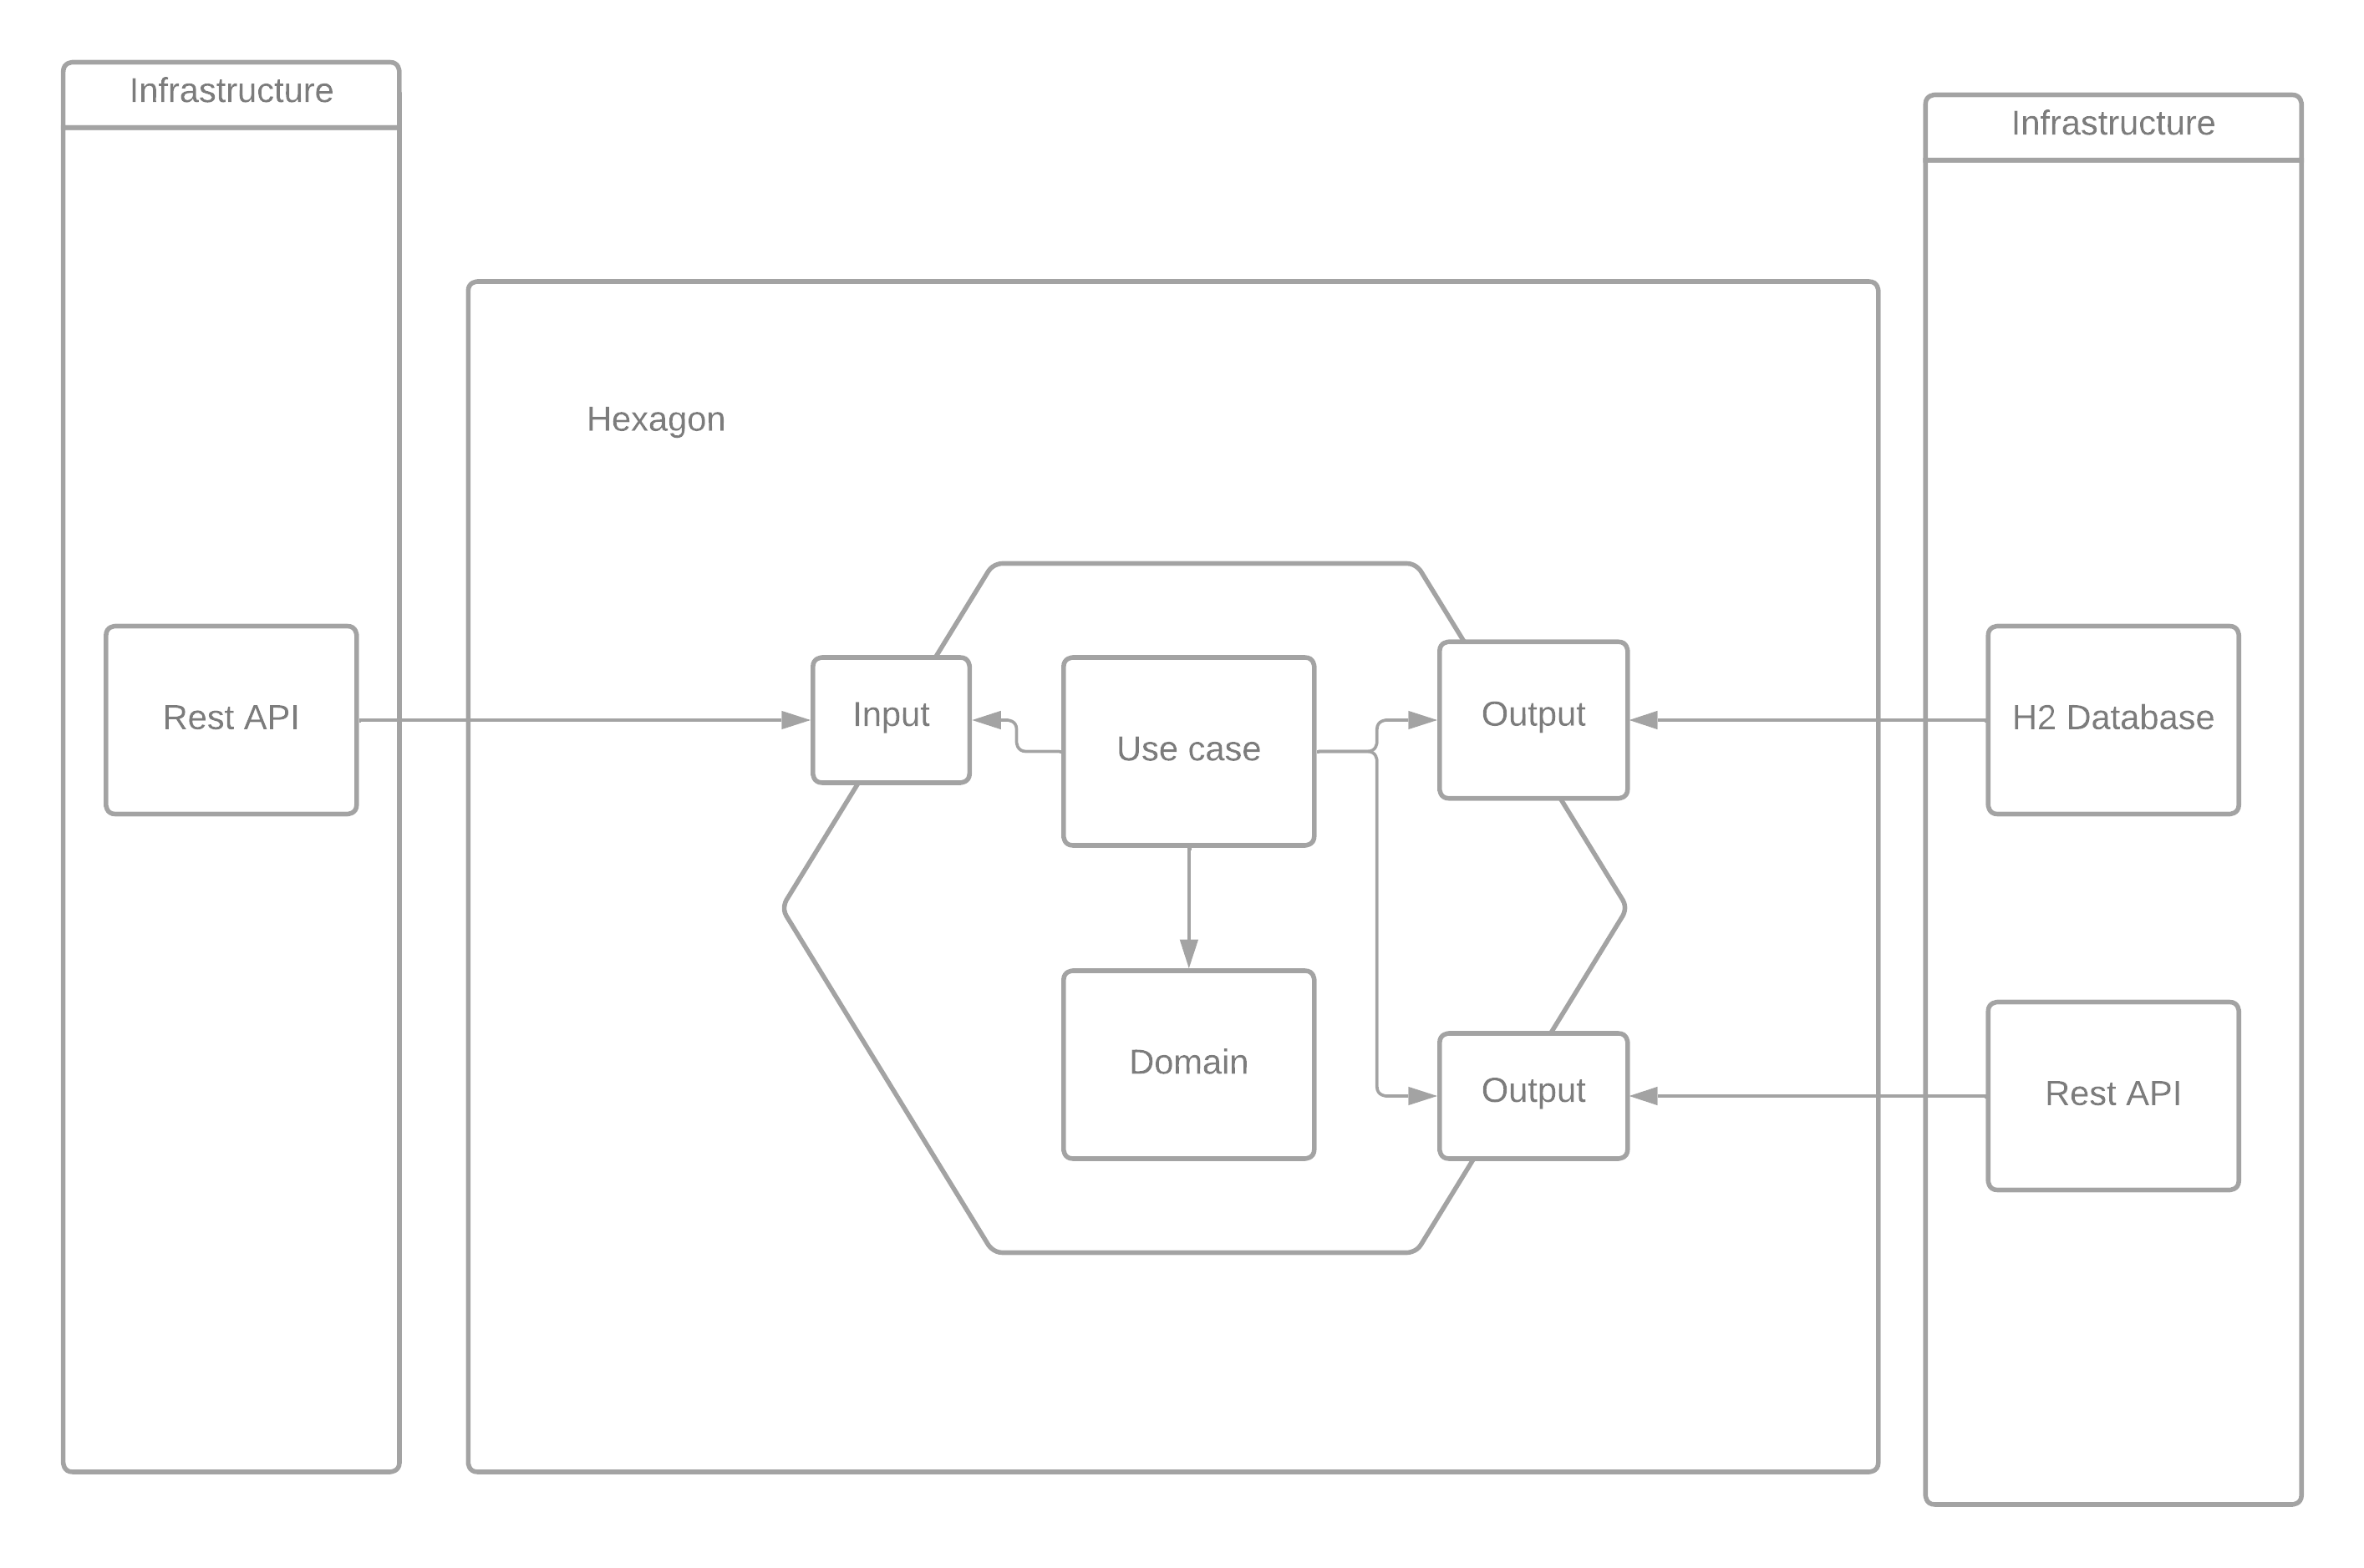 Infrastructure
Infrastructure
Hexagon
Rest API
Input
Use case
Output
H2 Database
Domain
Output
Rest API